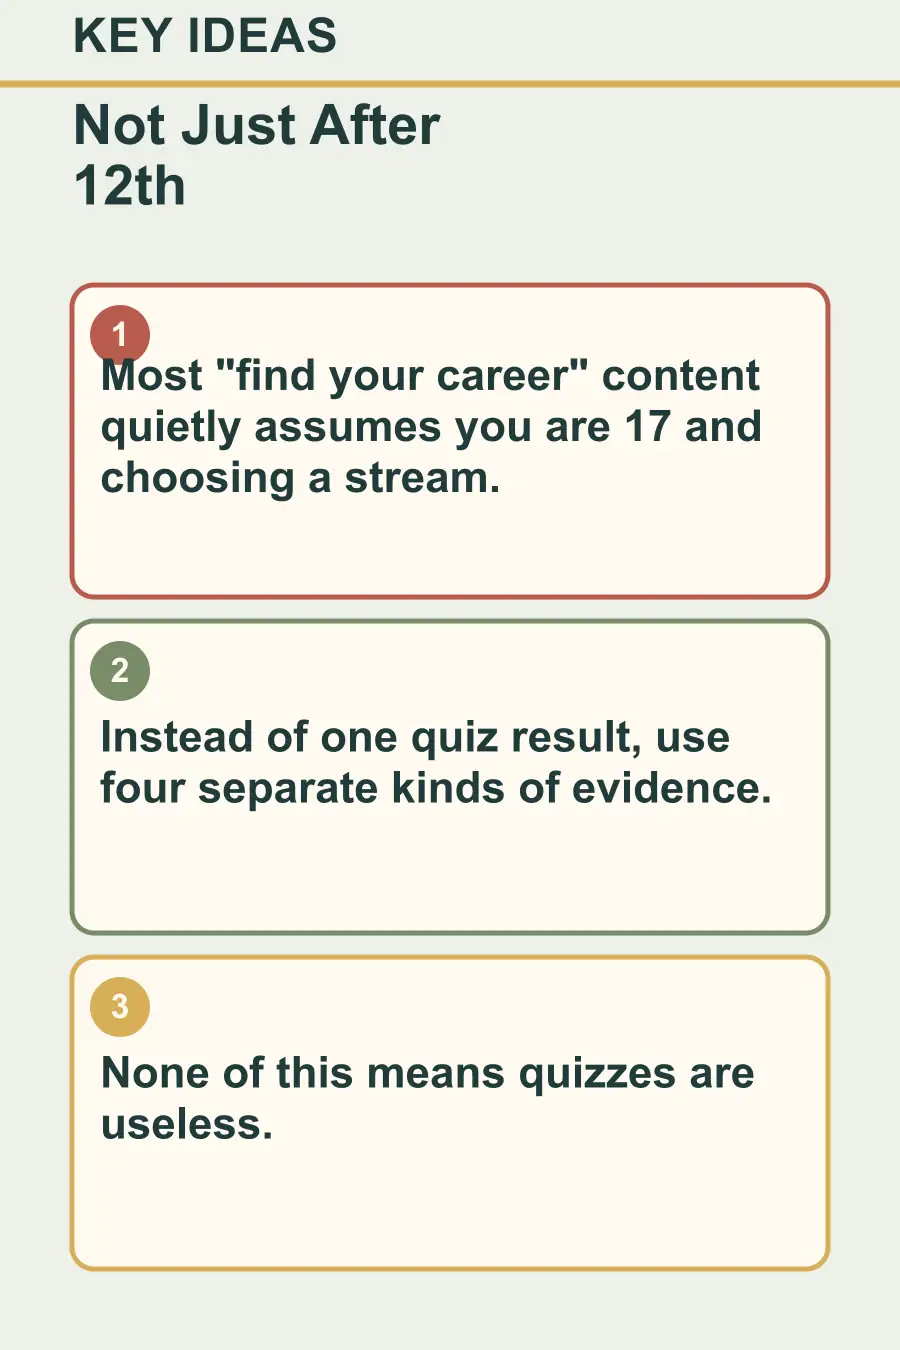 KEY IDEAS
Not Just After
12th
1
Most "find your career" content
quietly assumes you are 17 and
choosing a stream.
2
Instead of one quiz result, use
four separate kinds of evidence.
3
None of this means quizzes are
useless.